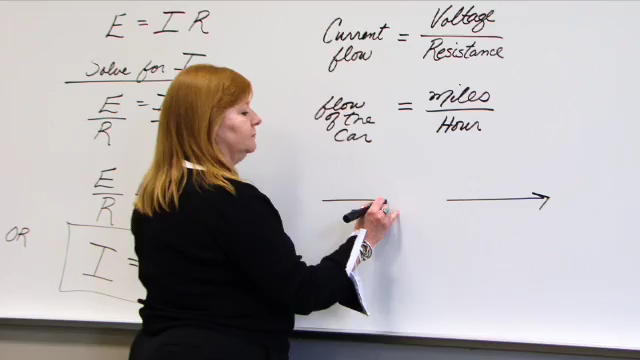 E = I R
Solve for I
E =
R
E
R
OR
I =
Current flow = Voltage / Resistance
flow of the Car = miles / Hour